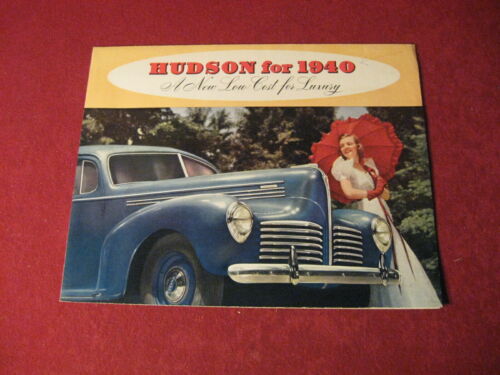 HUDSON for 1940
A New Low Cost for Luxury